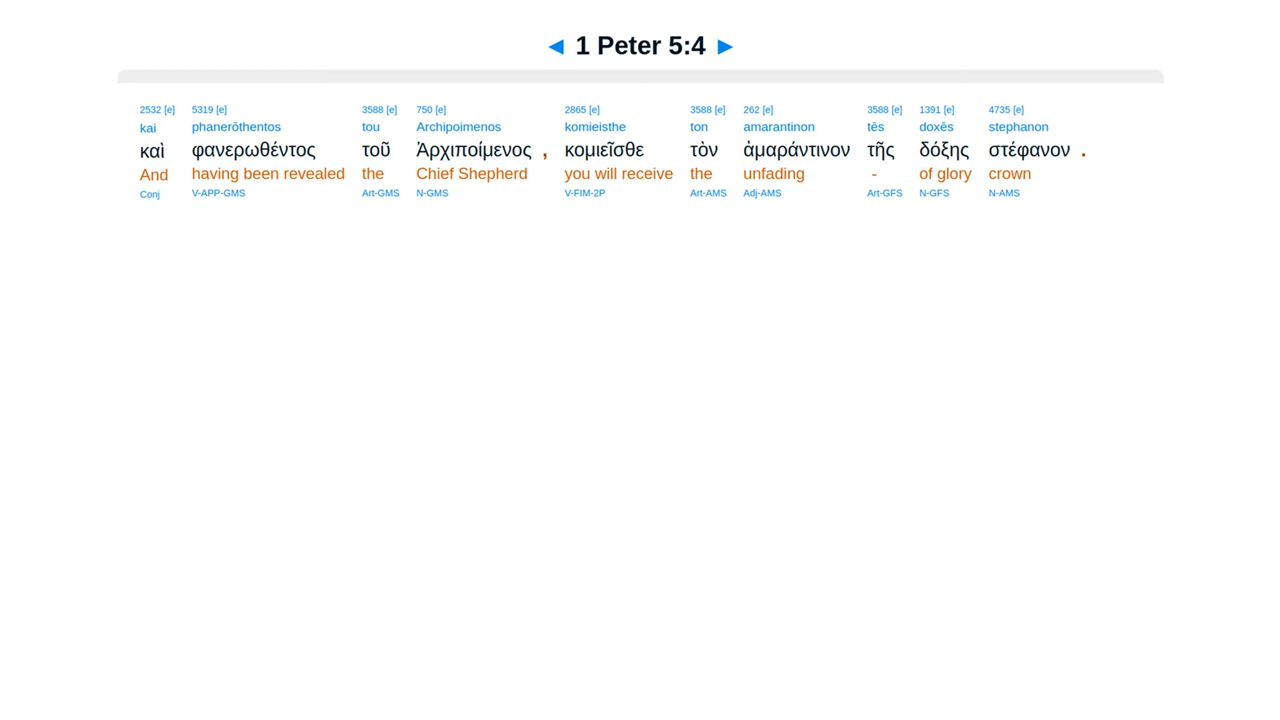 ◄ 1 Peter 5:4 ►
2532 [e] 5319 [e] 3588 [e] 750 [e] 2865 [e] 3588 [e] 262 [e] 3588 [e] 1391 [e] 4735 [e]
kai phanerōthentos tou Archipoimenos komieisthe ton amarantinon tēs doxēs stephanon
καὶ φανερωθέντος τοῦ Ἀρχιποίμενος , κομιεῖσθε τὸν ἀμαράντινον τῆς δόξης στέφανον .
And having been revealed the Chief Shepherd you will receive the unfading - of glory crown
Conj V-APP-GMS Art-GMS N-GMS V-FIM-2P Art-AMS Adj-AMS Art-GFS N-GFS N-AMS